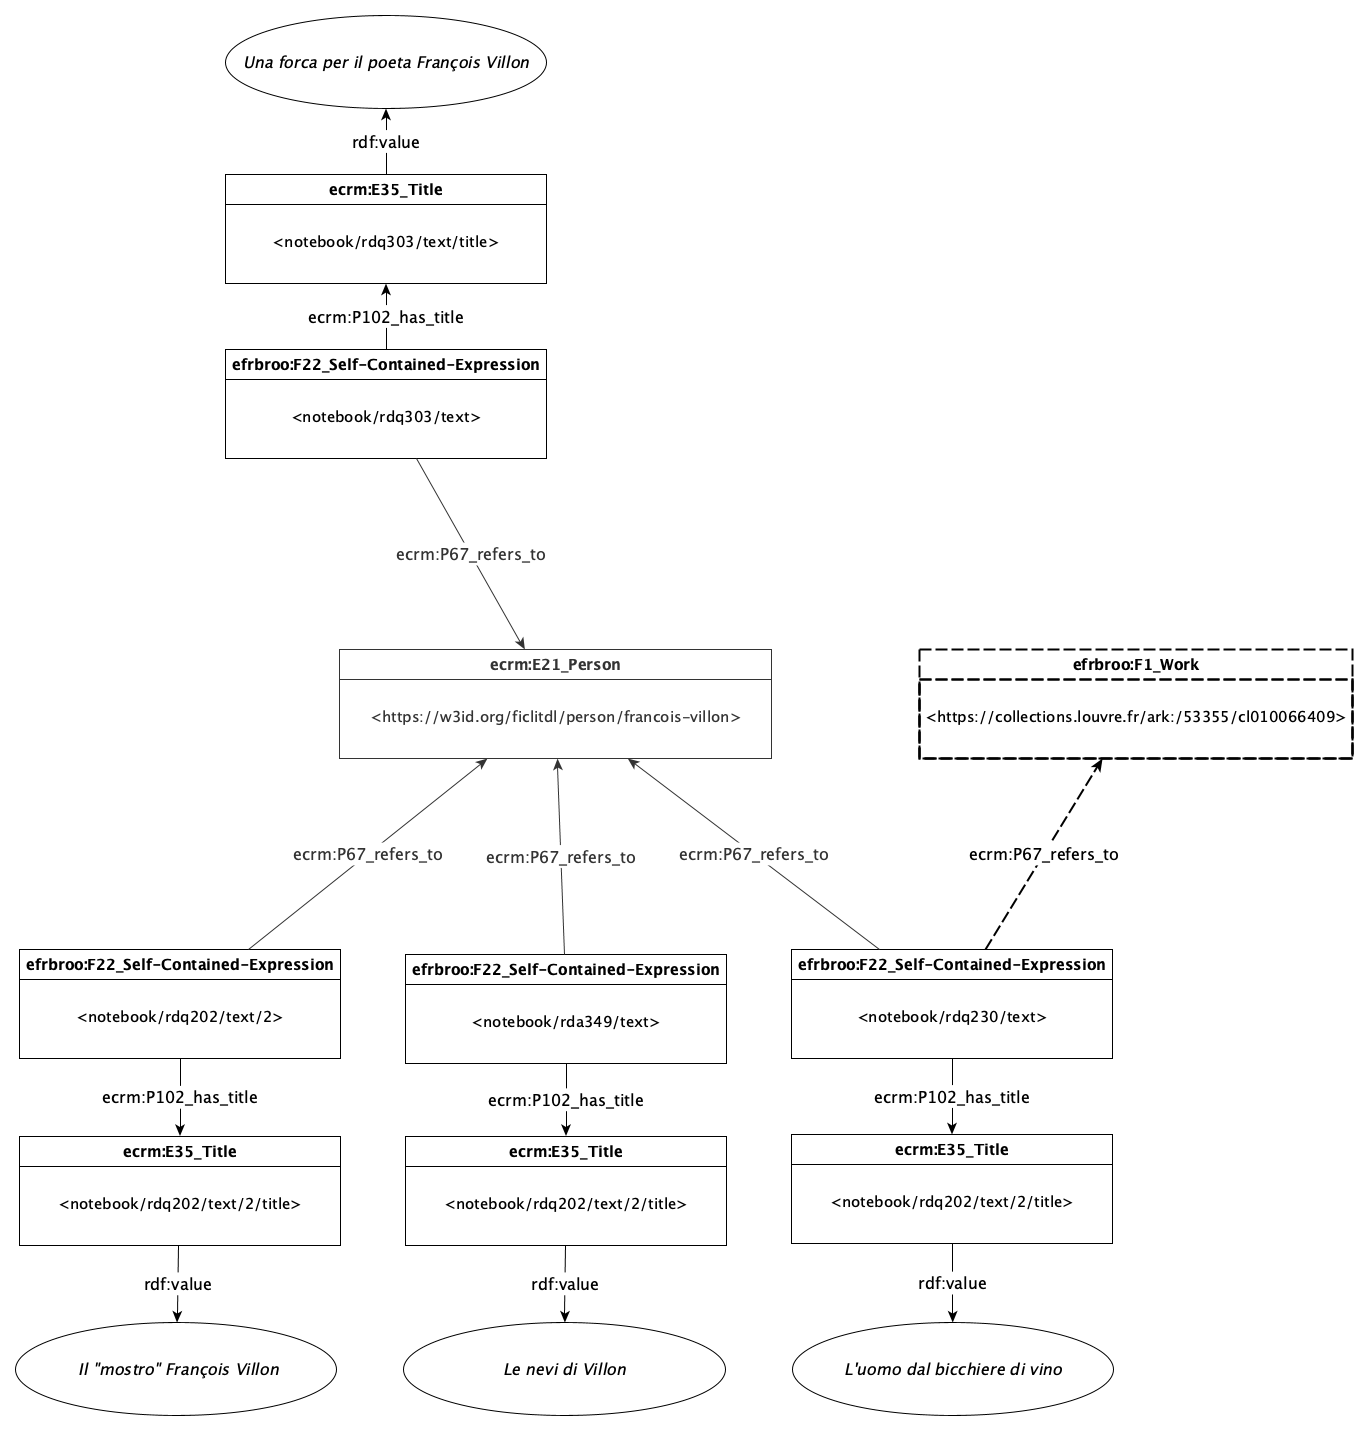 Una forca per il poeta François Villon
rdf:value
ecrm:E35_Title
<notebook/rdq303/text/title>
ecrm:P102_has_title
efrbroo:F22_Self-Contained-Expression
<notebook/rdq303/text>
ecrm:P67_refers_to
ecrm:E21_Person
<https://w3id.org/ficlitdl/person/francois-villon>
efrbroo:F1_Work
<https://collections.louvre.fr/ark:/53355/cl010066409>
ecrm:P67_refers_to
ecrm:P67_refers_to
ecrm:P67_refers_to
ecrm:P67_refers_to
efrbroo:F22_Self-Contained-Expression
<notebook/rdq202/text/2>
ecrm:P102_has_title
ecrm:E35_Title
<notebook/rdq202/text/2/title>
rdf:value
Il "mostro" François Villon
efrbroo:F22_Self-Contained-Expression
<notebook/rda349/text>
ecrm:P102_has_title
ecrm:E35_Title
<notebook/rdq202/text/2/title>
rdf:value
Le nevi di Villon
efrbroo:F22_Self-Contained-Expression
<notebook/rdq230/text>
ecrm:P102_has_title
ecrm:E35_Title
<notebook/rdq202/text/2/title>
rdf:value
L'uomo dal bicchiere di vino